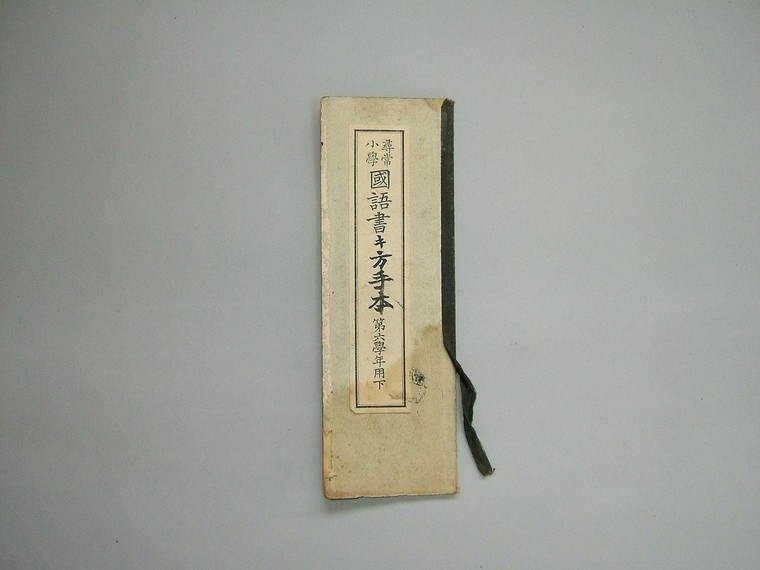 尋常
小學
國語書キ方手本
第六學年用下